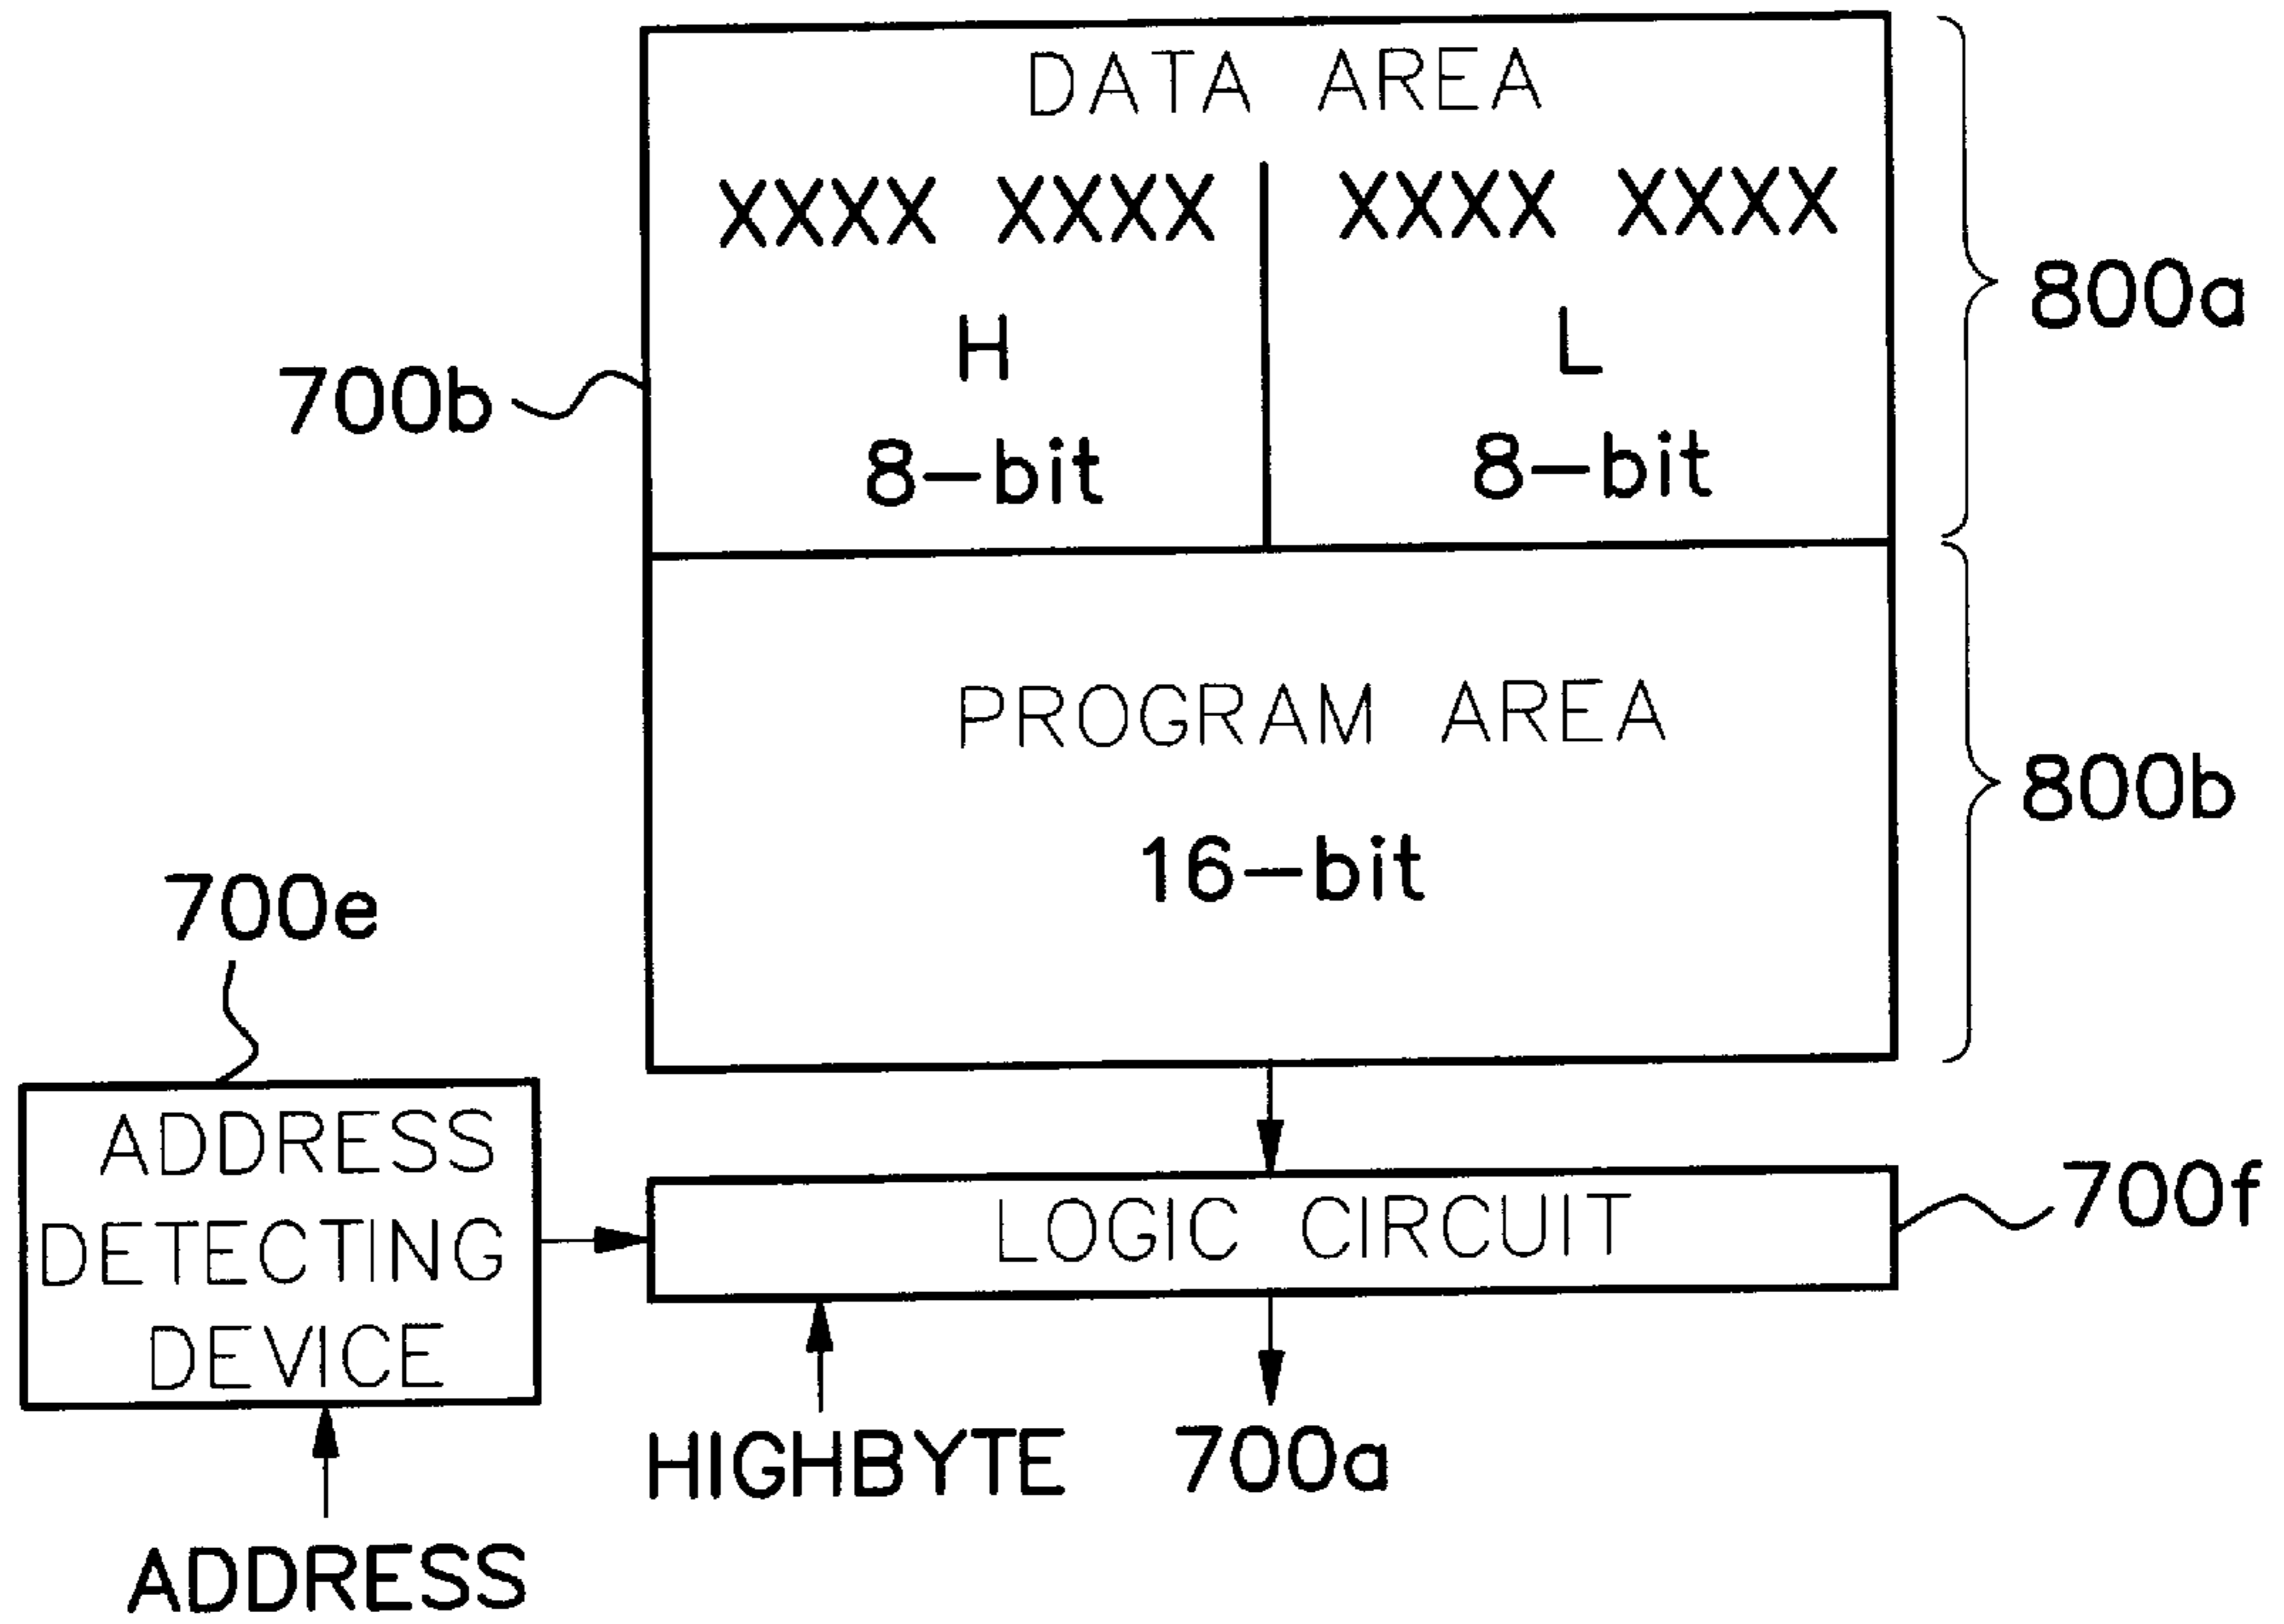 DATA AREA
XXXX XXXX XXXX XXXX
800a
H L
700b
8-bit 8-bit
PROGRAM AREA
800b
16-bit
700e
ADDRESS
DETECTING
DEVICE
LOGIC CIRCUIT
700f
HIGHBYTE 700a
ADDRESS